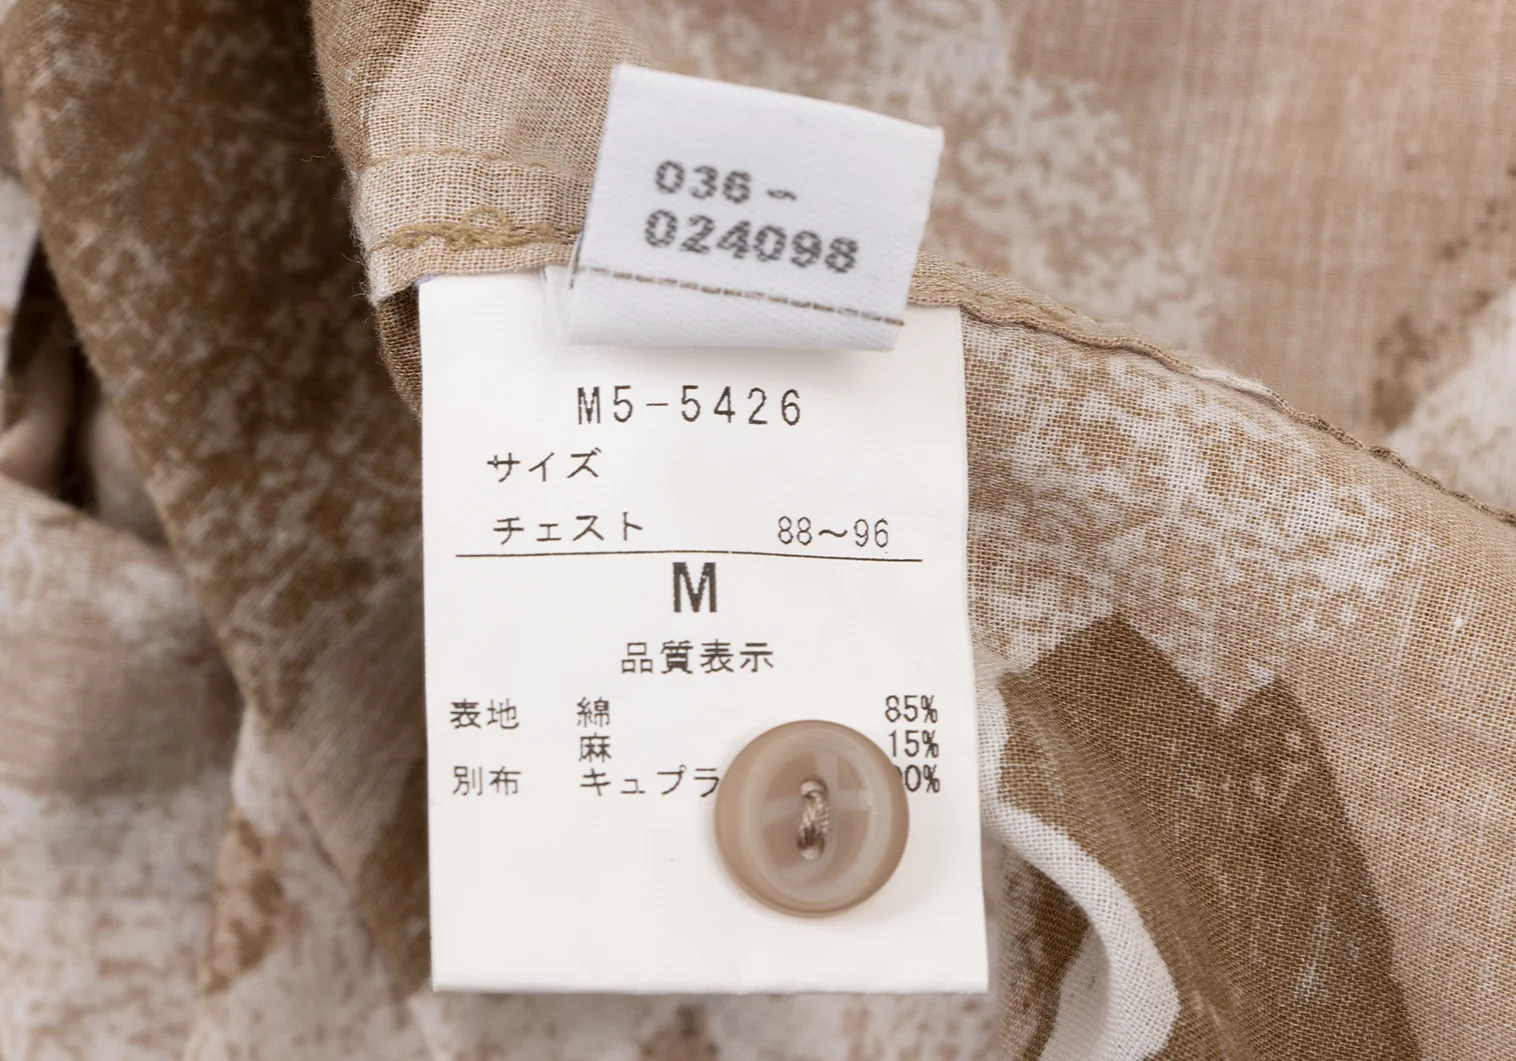 036-
024098
M5-5426
サイズ
チェスト 88~96
M
品質表示
表地 綿 85%
麻 15%
別布 キュプラ